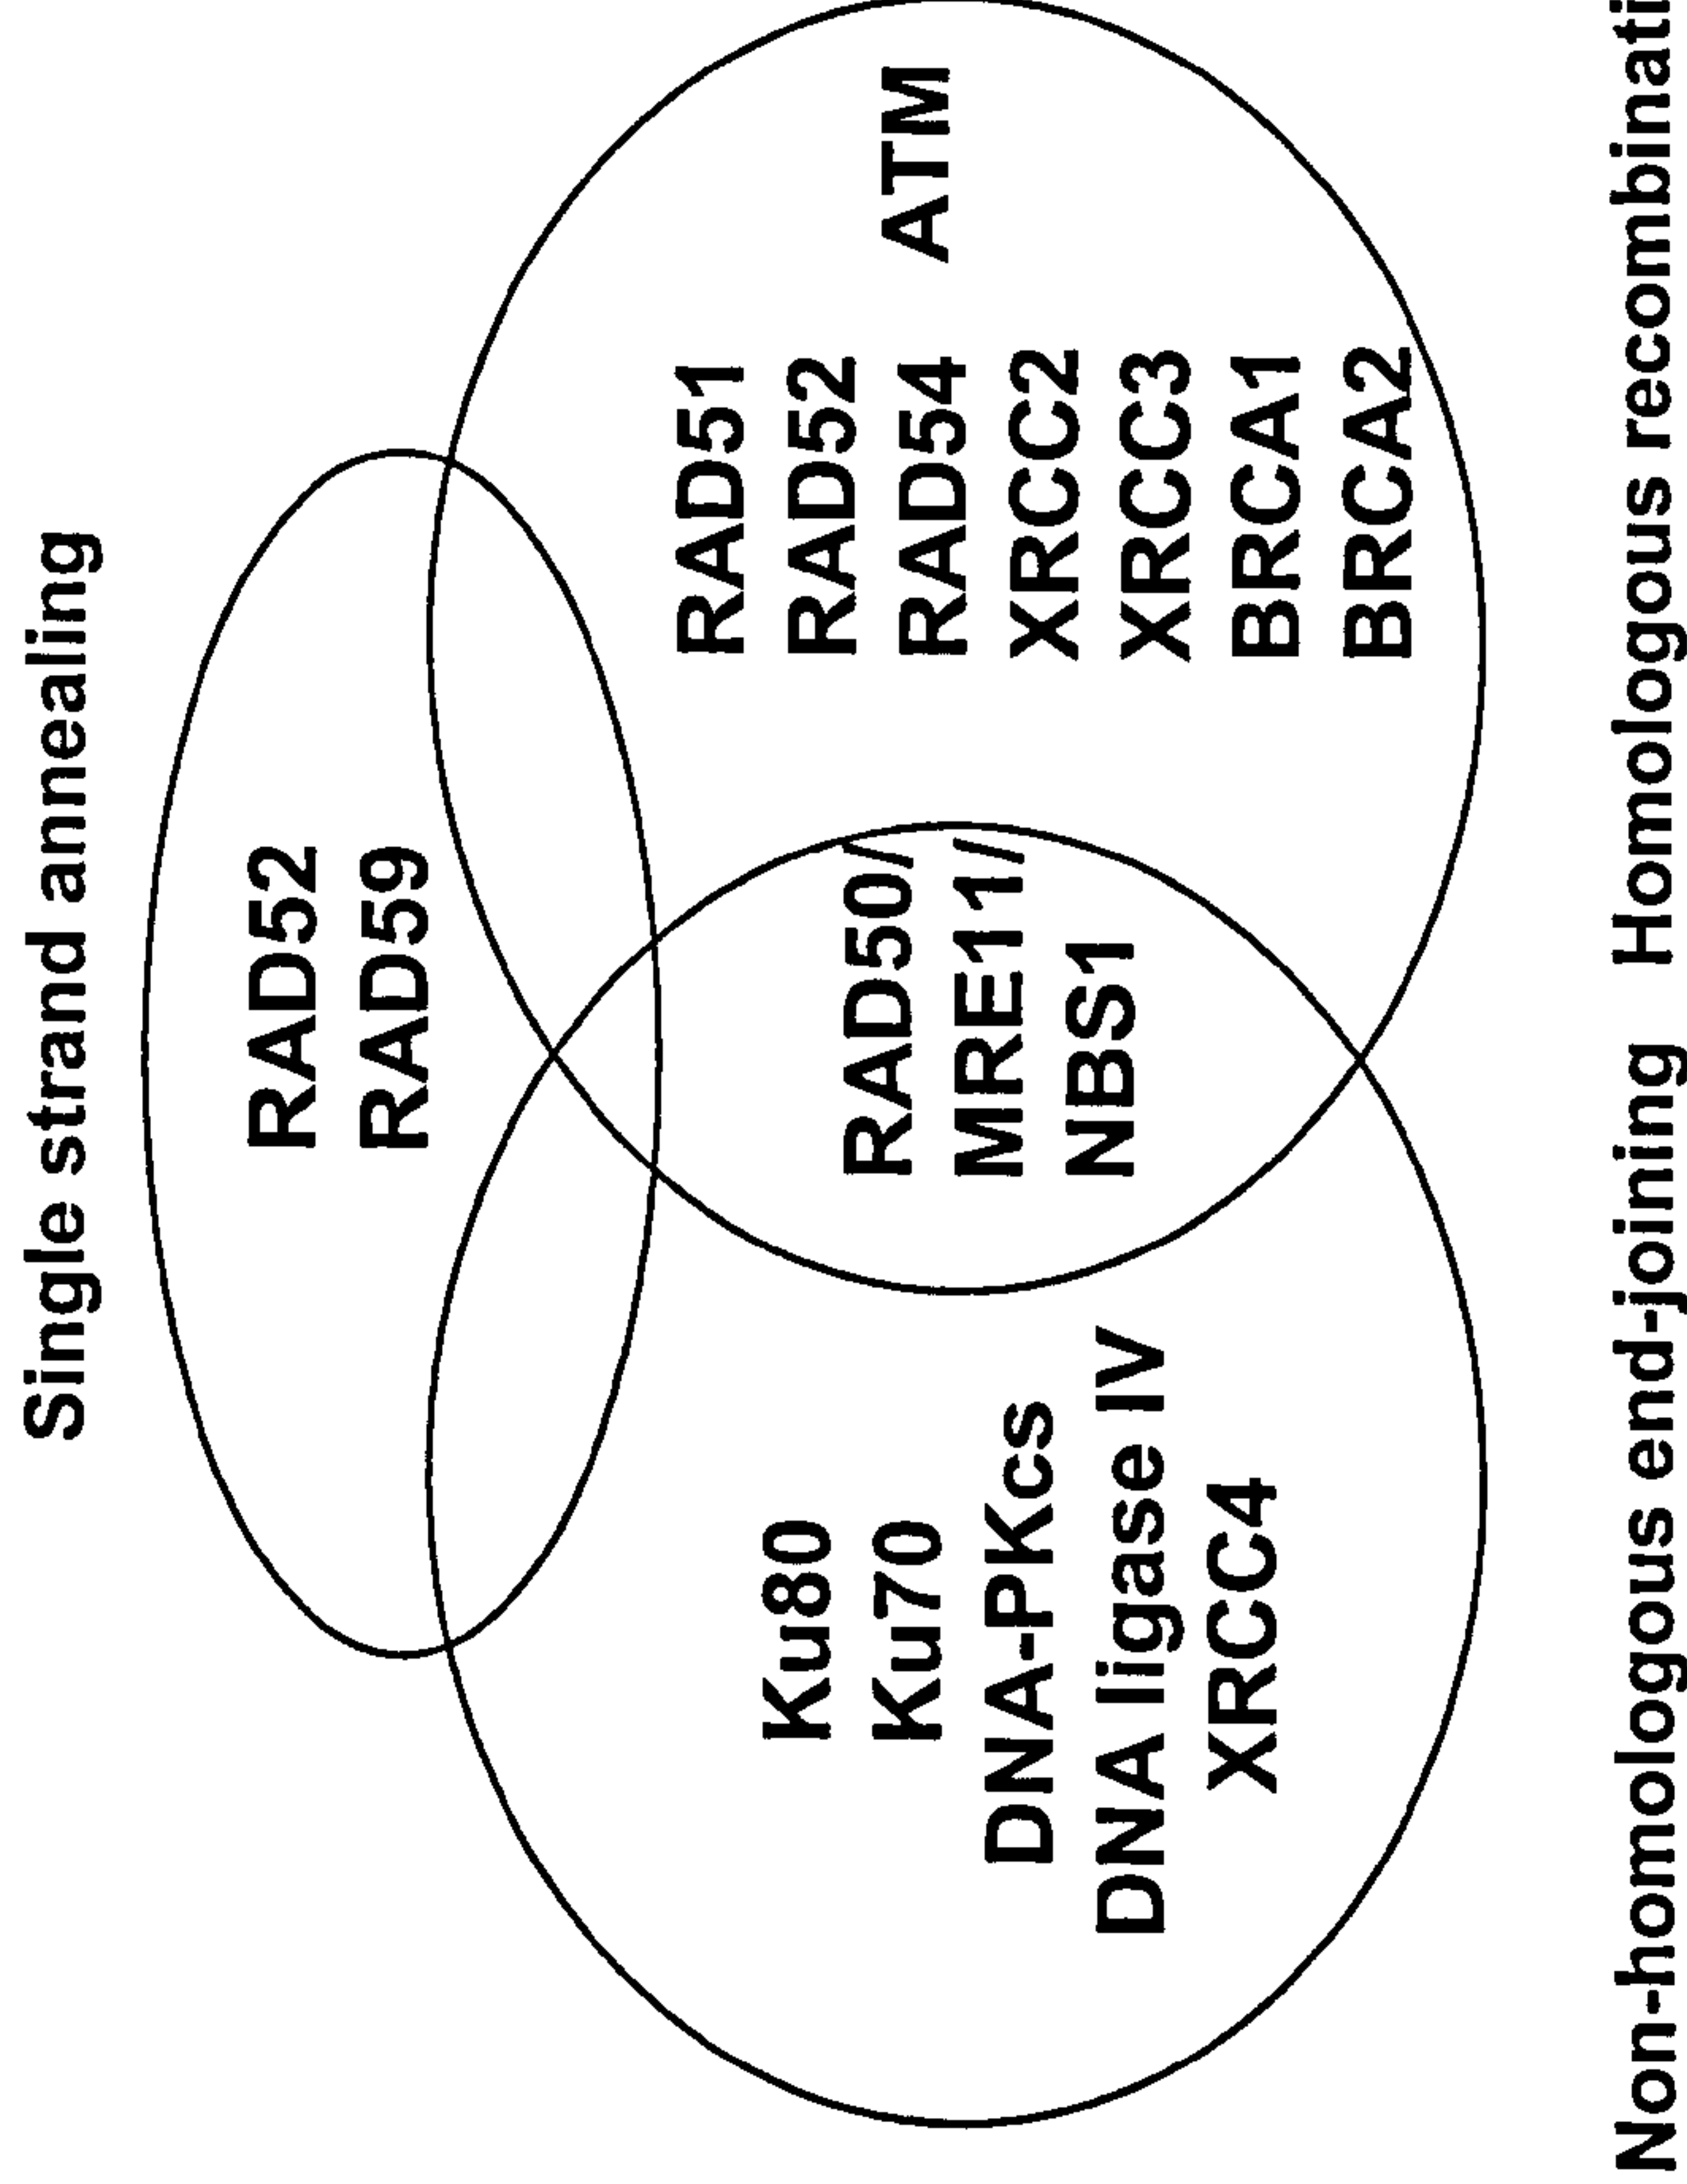 Single strand annealing
RAD52
RAD59
Ku80
Ku70
DNA-PKcs
DNA ligase IV
XRCC4
RAD50/
MRE11/
NBS1
RAD51
RAD52
RAD54
XRCC2
XRCC3
BRCA1
BRCA2
ATM
Non-homologous end-joining
Homologous recombinati